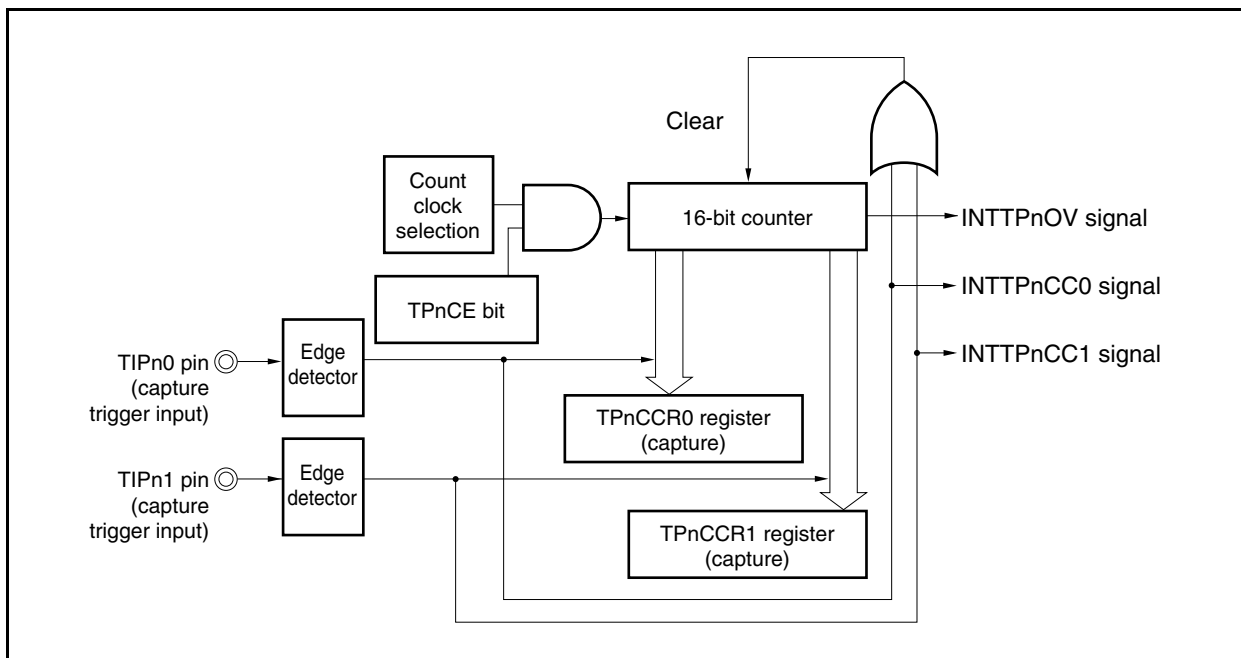 Clear
Count
clock
selection
16-bit counter
INTTPnOV signal
INTTPnCC0 signal
TPnCE bit
INTTPnCC1 signal
TIPn0 pin
(capture
trigger input)
Edge
detector
TPnCCR0 register
(capture)
TIPn1 pin
(capture
trigger input)
Edge
detector
TPnCCR1 register
(capture)